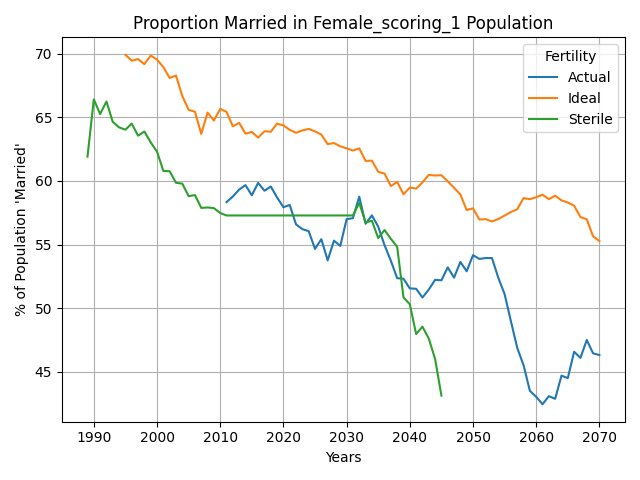 Proportion Married in Female_scoring_1 Population
Fertility
Actual
Ideal
Sterile
% of Population 'Married'
70
65
60
55
50
45
1990
2000
2010
2020
2030
2040
2050
2060
2070
Years